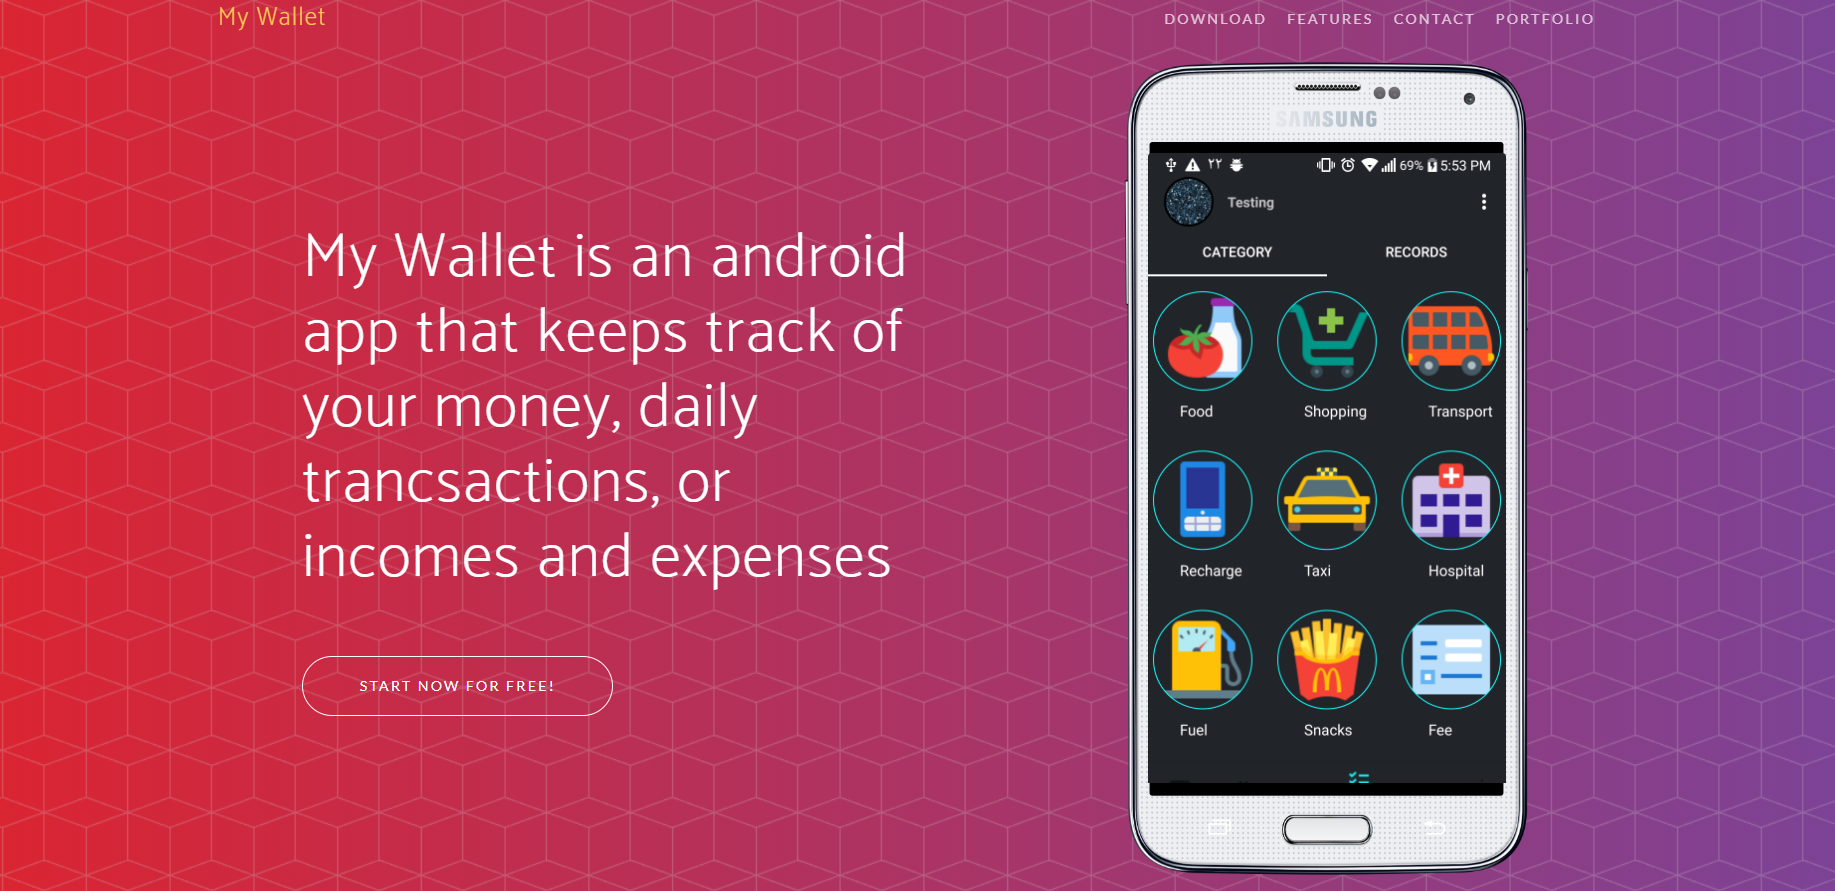 My Wallet
DOWNLOAD FEATURES CONTACT PORTFOLIO
My Wallet is an android
app that keeps track of
your money, daily
trancsactions, or
incomes and expenses
START NOW FOR FREE!
SAMSUNG
٢٢ 69% 5:53 PM
Testing
CATEGORY RECORDS
Food Shopping Transport
Recharge Taxi Hospital
Fuel Snacks Fee